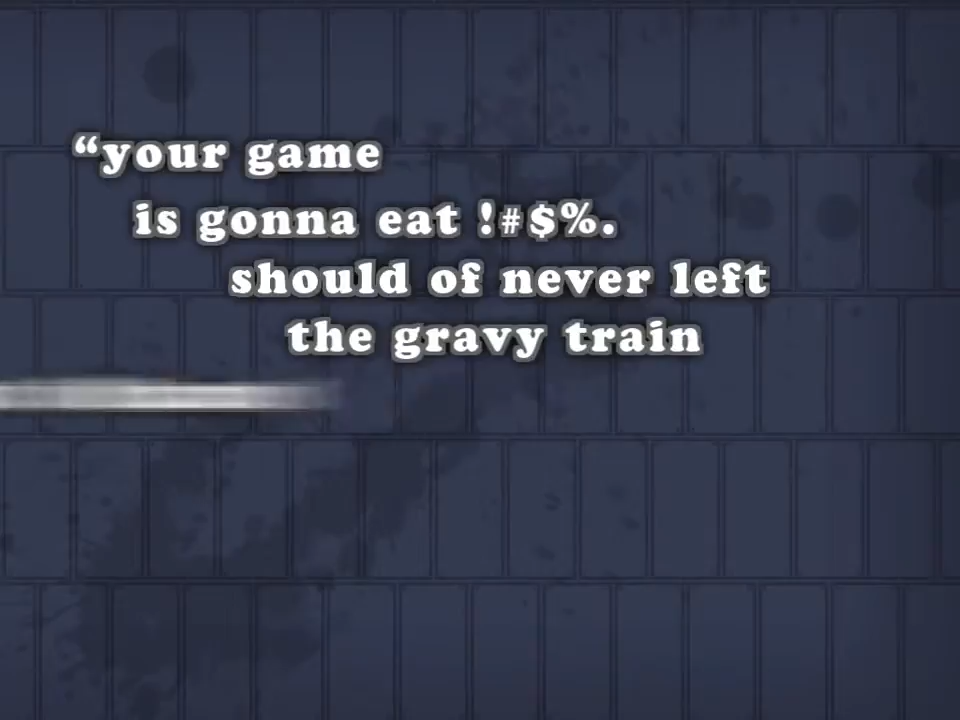 “your game
is gonna eat !#$%.
should of never left
the gravy train